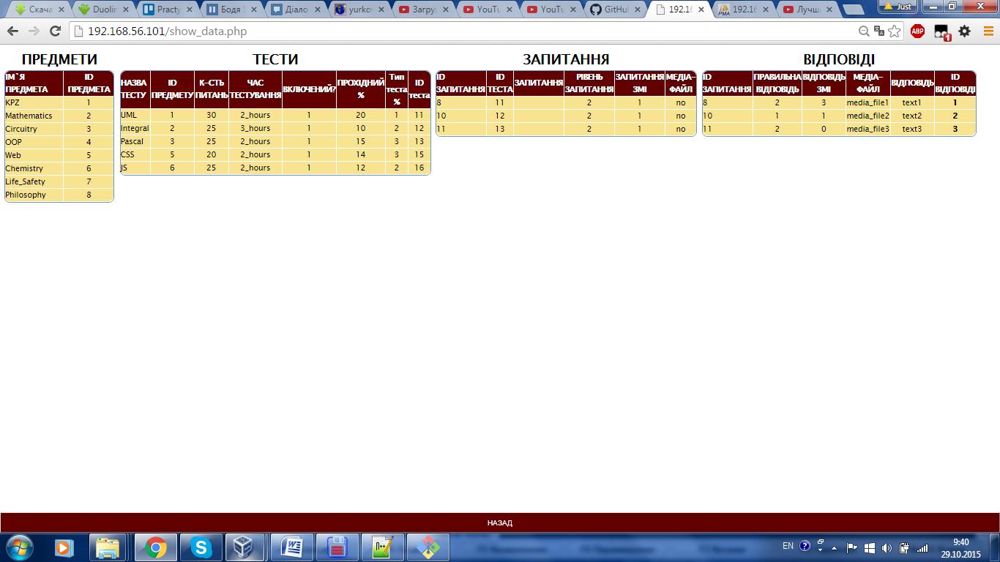 Скача
Duolin
Practy
Бодя
Діало
yurko
Загру
YouTu
YouTu
GitHul
192.16
192.16
Лучш
Just
192.168.56.101/show_data.php
ПРЕДМЕТИ
ІМ`Я ПРЕДМЕТА ID ПРЕДМЕТА
KPZ 1
Mathematics 2
Circuitry 3
OOP 4
Web 5
Chemistry 6
Life_Safety 7
Philosophy 8
ТЕСТИ
НАЗВА ТЕСТУ ID ПРЕДМЕТУ К-СТЬ ПИТАНЬ ЧАС ТЕСТУВАННЯ ВКЛЮЧЕНИЙ? ПРОХІДНИЙ % Тип теста % ID теста
UML 1 30 2_hours 1 20 1 11
Integral 2 25 3_hours 1 10 2 12
Pascal 3 25 2_hours 1 15 3 13
CSS 5 20 2_hours 1 14 3 15
JS 6 25 2_hours 1 12 2 16
ЗАПИТАННЯ
ID ЗАПИТАННЯ ID ТЕСТА ЗАПИТАННЯ РІВЕНЬ ЗАПИТАННЯ ЗАПИТАННЯ ЗМІ МЕДІА-ФАЙЛ
8 11 2 1 no
10 12 2 1 no
11 13 2 1 no
ВІДПОВІДІ
ID ЗАПИТАННЯ ПРАВИЛЬНА ВІДПОВІДЬ ВІДПОВІДЬ ЗМІ МЕДІА-ФАЙЛ ВІДПОВІДЬ ID ВІДПОВІДІ
8 2 3 media_file1 text1 1
10 1 1 media_file2 text2 2
11 2 0 media_file3 text3 3
НАЗАД
EN
9:40
29.10.2015